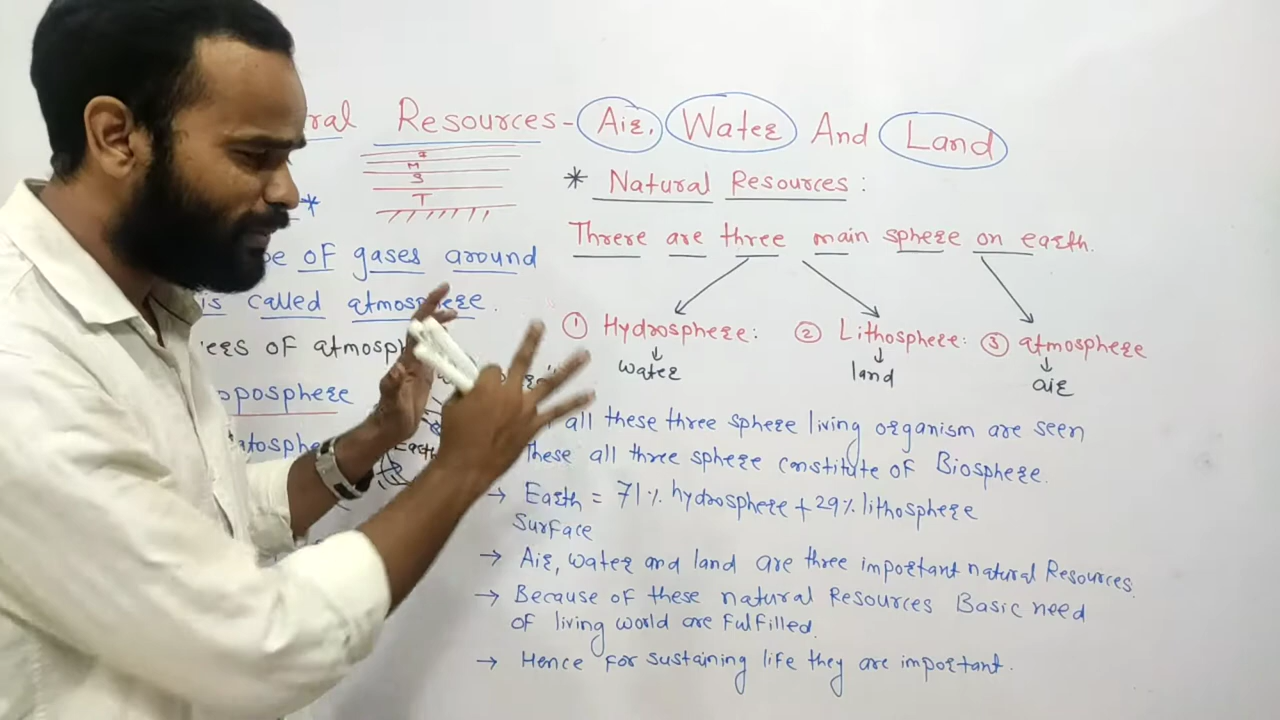 Resources- Air, Water And Land
M
S
T
*
of gases around
is called atmosphere.
of atmosph
* Natural Resources:
Threre are three main sphere on earth.
① Hydrosphere: ② Lithosphere: ③ atmosphere
water land air
all these three sphere living organism are seen
These all three sphere constitute of Biosphere.
→ Earth = 71% hydrosphere + 29% lithosphere
Surface
→ Air, water and land are three important natural Resources.
→ Because of these natural Resources Basic need
of living world are Fulfilled.
→ Hence for sustaining life they are important.